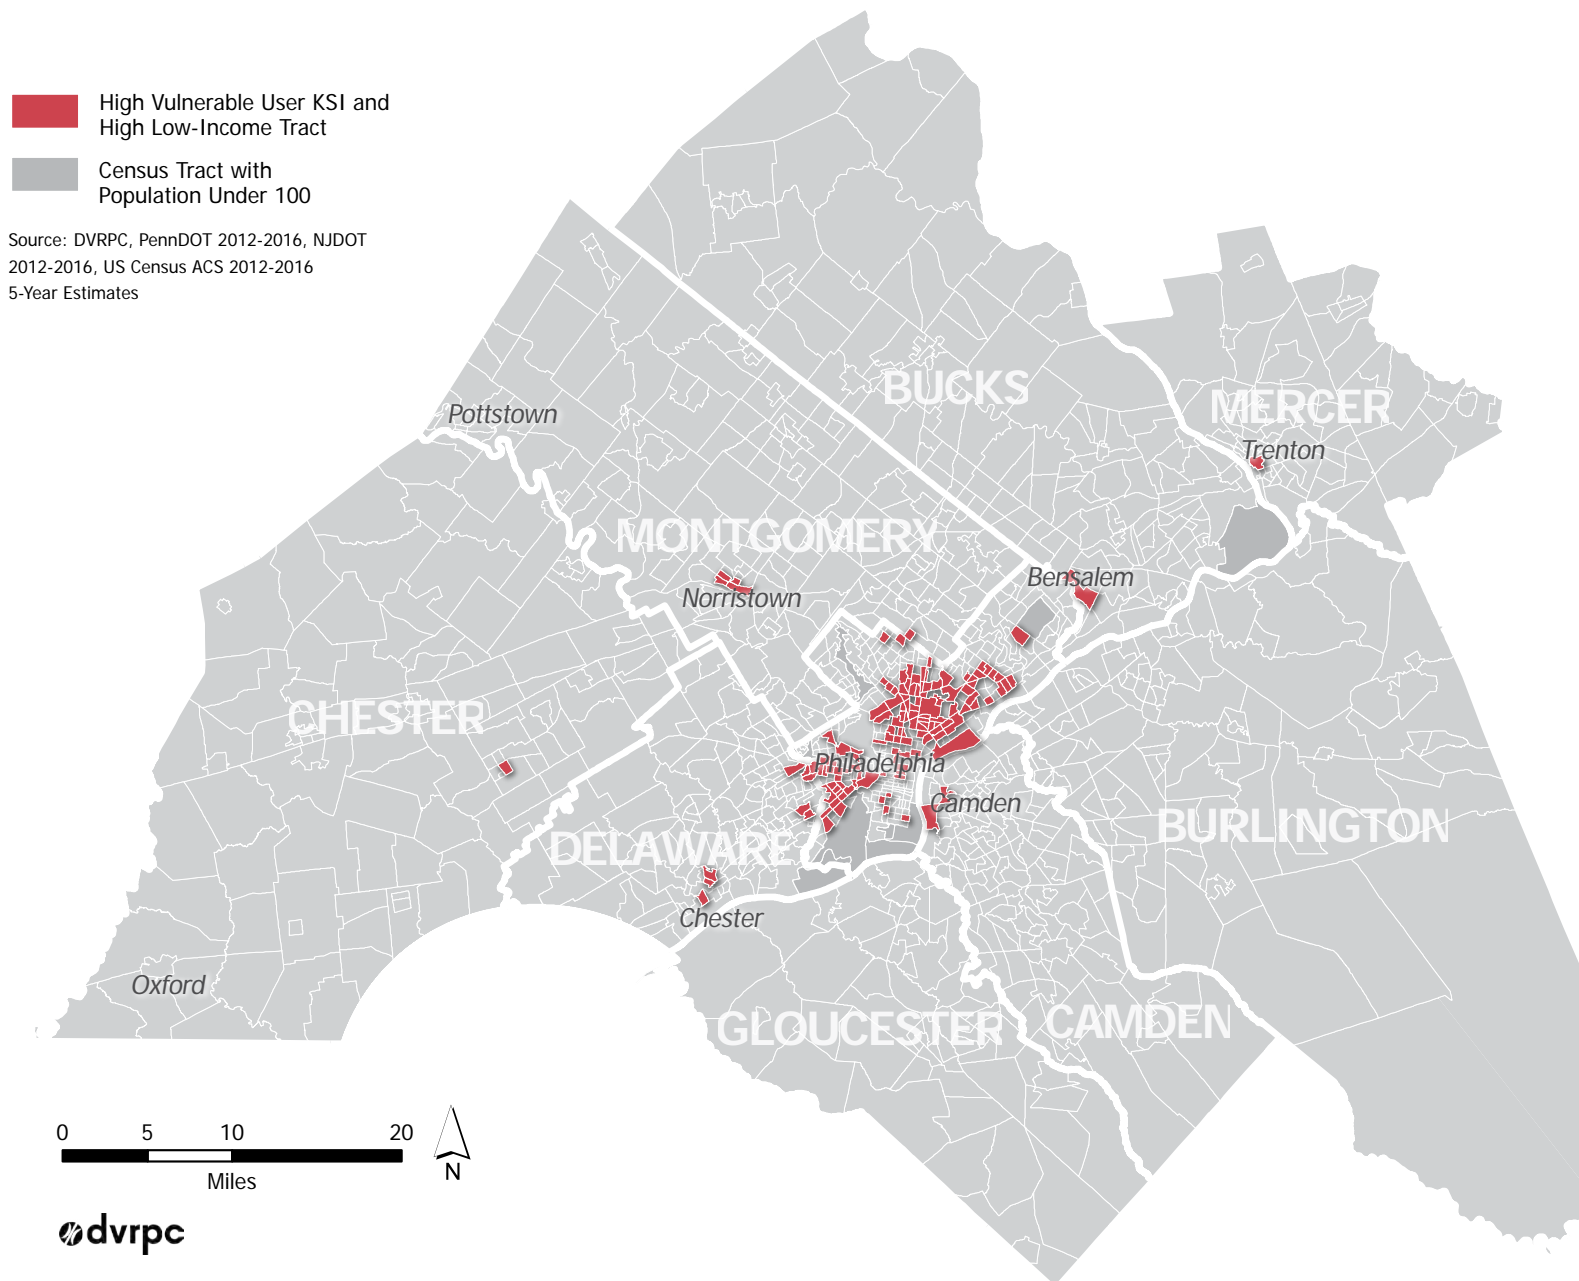 High Vulnerable User KSI and
High Low-Income Tract
Census Tract with
Population Under 100
Source: DVRPC, PennDOT 2012-2016, NJDOT
2012-2016, US Census ACS 2012-2016
5-Year Estimates
BUCKS
MERCER
Pottstown
Trenton
MONTGOMERY
Bensalem
Norristown
CHESTER
Philadelphia
Camden
BURLINGTON
DELAWARE
Chester
Oxford
GLOUCESTER
CAMDEN
0 5 10 20
Miles
N
dvrpc